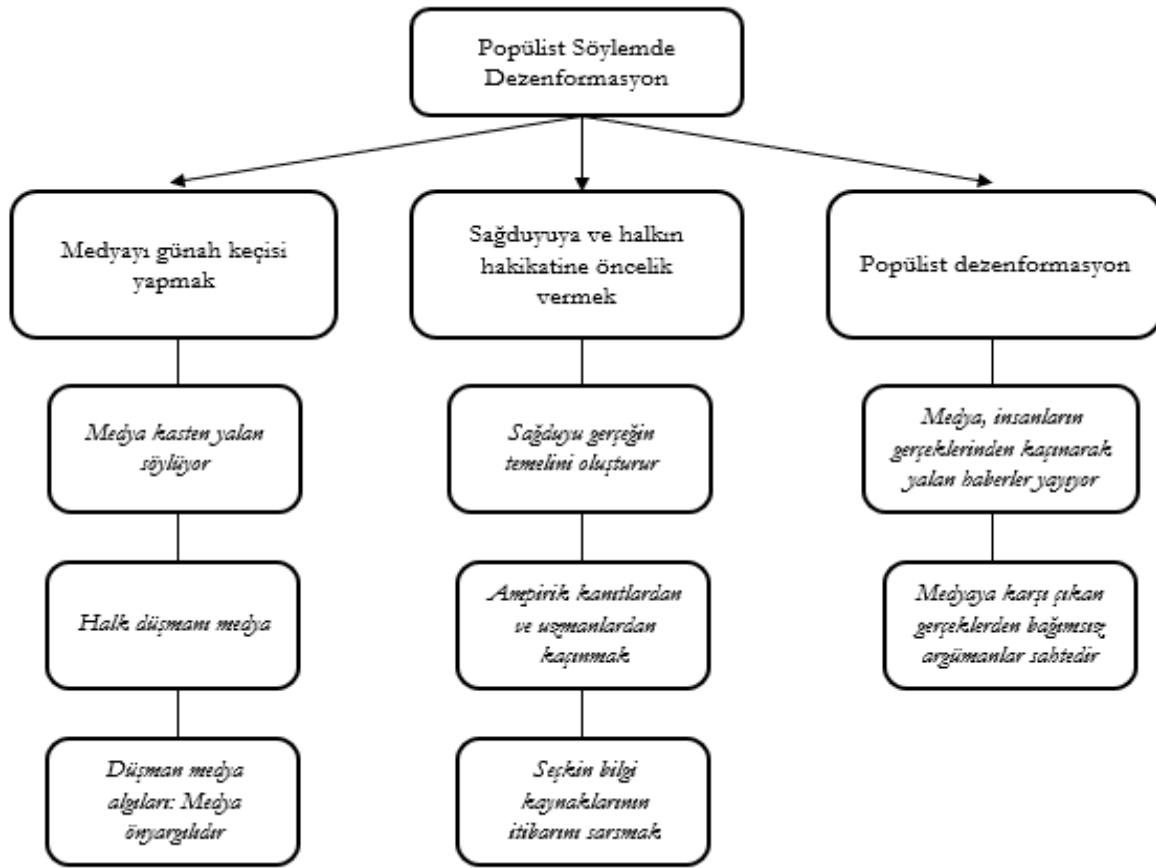 Popülist Söylemde
Dezenformasyon
Medyayı günah keçisi
yapmak
Sağduyuya ve halkın
hakikatine öncelik
vermek
Popülist dezenformasyon
Medya kasten yalan
söylüyor
Sağduyu gerçeğin
temelini oluşturur
Medya, insanların
gerçeklerinden kaçınarak
yalan haberler yayıyor
Halk düşmanı medya
Ampirik kanıtlardan
ve uzmanlardan
kaçınmak
Medyaya karşı çıkan
gerçeklerden bağımsız
argümanlar sahtedir
Düşman medya
algıları: Medya
önyargılıdır
Seçkin bilgi
kaynaklarının
itibarını sarsmak